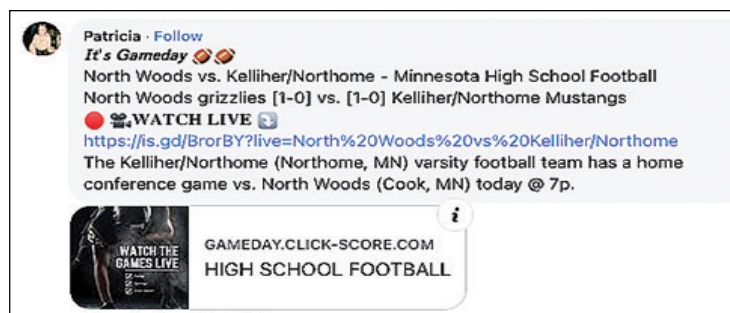 Patricia · Follow
It's Gameday 🏈🏈
North Woods vs. Kelliher/Northome - Minnesota High School Football
North Woods grizzlies [1-0] vs. [1-0] Kelliher/Northome Mustangs
🔴 🎥WATCH LIVE ⤵️
https://is.gd/BrorBY?live=North%20Woods%20vs%20Kelliher/Northome
The Kelliher/Northome (Northome, MN) varsity football team has a home
conference game vs. North Woods (Cook, MN) today @ 7p.
i
WATCH THE
GAMES LIVE
GAMEDAY.CLICK-SCORE.COM
HIGH SCHOOL FOOTBALL